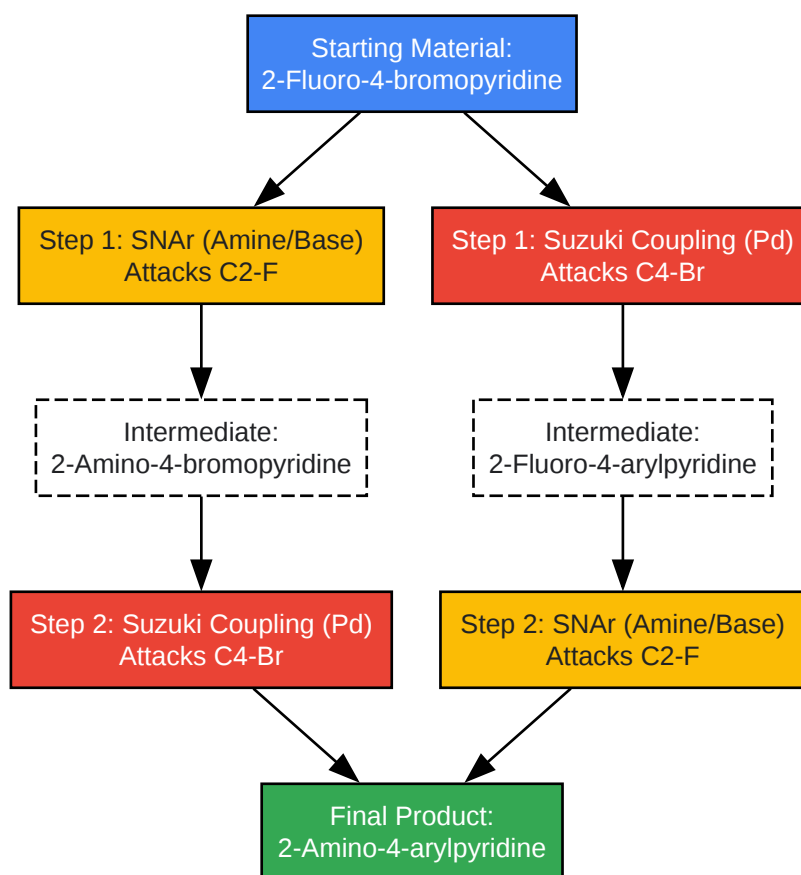 Starting Material:
2-Fluoro-4-bromopyridine
Step 1: SNAr (Amine/Base)
Attacks C2-F
Step 1: Suzuki Coupling (Pd)
Attacks C4-Br
Intermediate:
2-Amino-4-bromopyridine
Intermediate:
2-Fluoro-4-arylpyridine
Step 2: Suzuki Coupling (Pd)
Attacks C4-Br
Step 2: SNAr (Amine/Base)
Attacks C2-F
Final Product:
2-Amino-4-arylpyridine